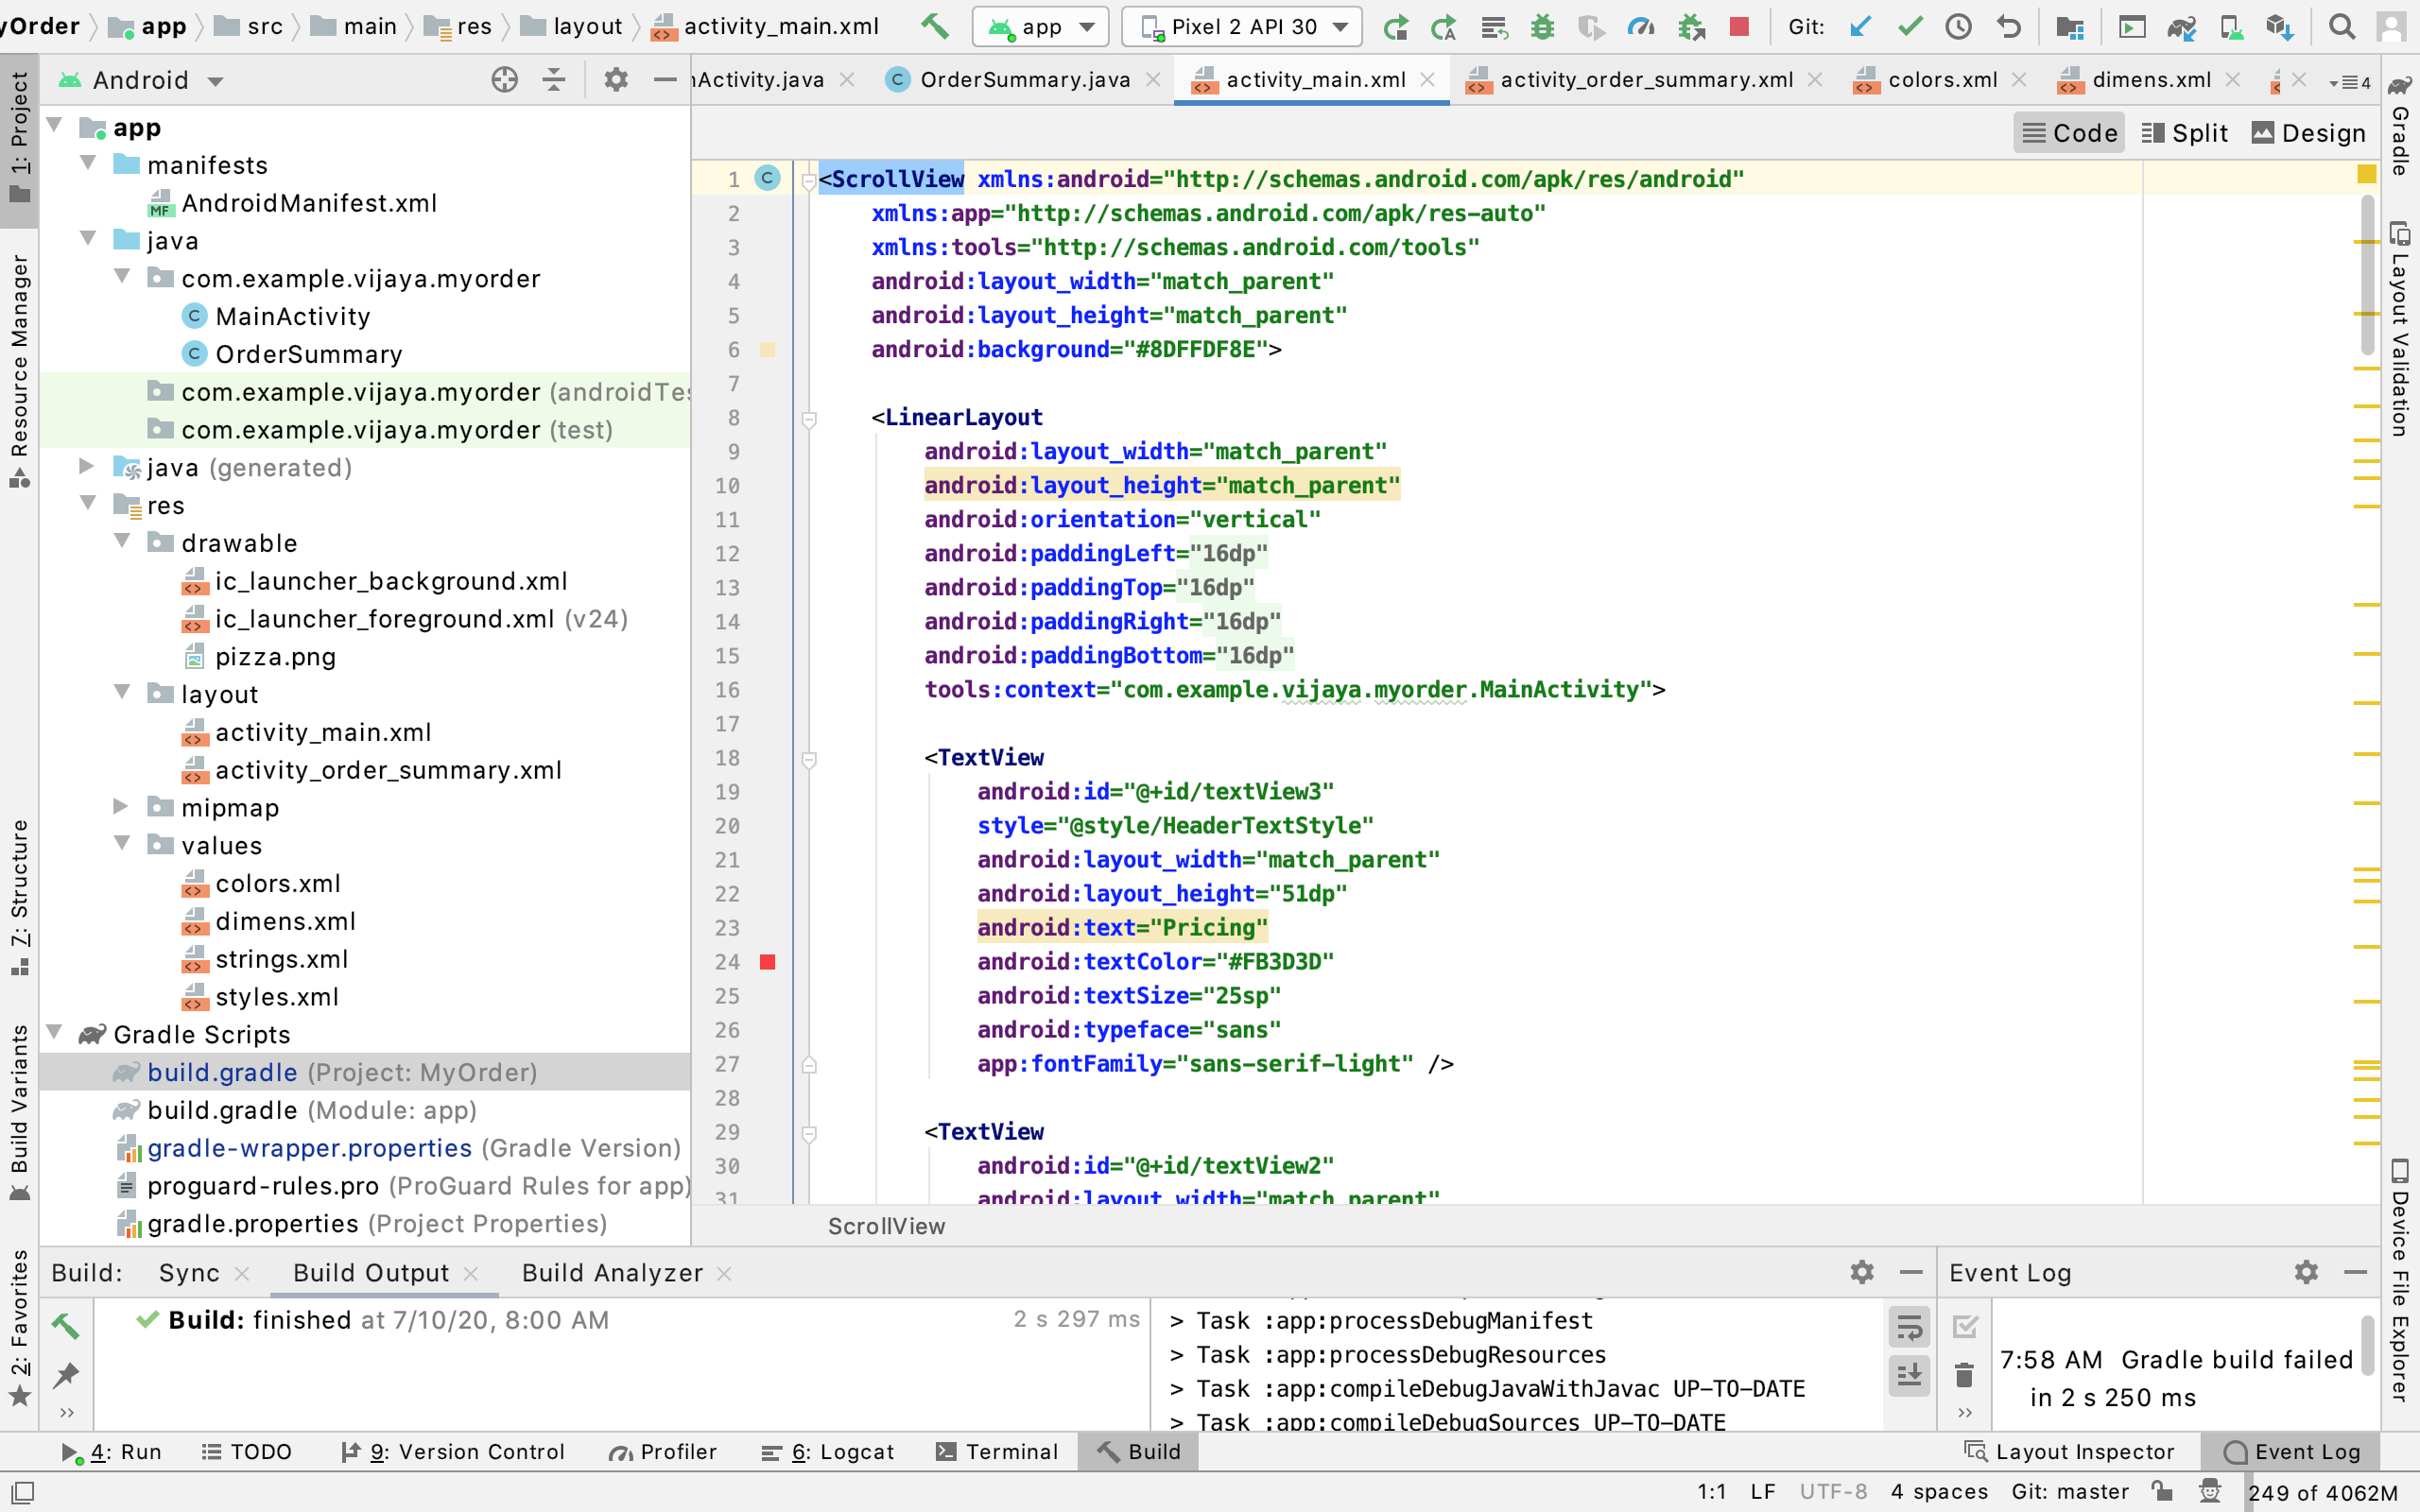 yOrder app src main res layout activity_main.xml app Pixel 2 API 30 Git:
1: Project
Resource Manager
7: Structure
Build Variants
2: Favorites
Android
app
manifests
AndroidManifest.xml
java
com.example.vijaya.myorder
MainActivity
OrderSummary
com.example.vijaya.myorder (androidTes
com.example.vijaya.myorder (test)
java (generated)
res
drawable
ic_launcher_background.xml
ic_launcher_foreground.xml (v24)
pizza.png
layout
activity_main.xml
activity_order_summary.xml
mipmap
values
colors.xml
dimens.xml
strings.xml
styles.xml
Gradle Scripts
build.gradle (Project: MyOrder)
build.gradle (Module: app)
gradle-wrapper.properties (Gradle Version)
proguard-rules.pro (ProGuard Rules for app)
gradle.properties (Project Properties)
nActivity.java OrderSummary.java activity_main.xml activity_order_summary.xml colors.xml dimens.xml 4
Code Split Design
1 <ScrollView xmlns:android="http://schemas.android.com/apk/res/android"
2 xmlns:app="http://schemas.android.com/apk/res-auto"
3 xmlns:tools="http://schemas.android.com/tools"
4 android:layout_width="match_parent"
5 android:layout_height="match_parent"
6 android:background="#8DFFDF8E">
7
8 <LinearLayout
9 android:layout_width="match_parent"
10 android:layout_height="match_parent"
11 android:orientation="vertical"
12 android:paddingLeft="16dp"
13 android:paddingTop="16dp"
14 android:paddingRight="16dp"
15 android:paddingBottom="16dp"
16 tools:context="com.example.vijaya.myorder.MainActivity">
17
18 <TextView
19 android:id="@+id/textView3"
20 style="@style/HeaderTextStyle"
21 android:layout_width="match_parent"
22 android:layout_height="51dp"
23 android:text="Pricing"
24 android:textColor="#FB3D3D"
25 android:textSize="25sp"
26 android:typeface="sans"
27 app:fontFamily="sans-serif-light" />
28
29 <TextView
30 android:id="@+id/textView2"
31 android:layout_width="match_parent"
ScrollView
Gradle
Layout Validation
Device File Explorer
Build: Sync Build Output Build Analyzer
Build: finished at 7/10/20, 8:00 AM 2 s 297 ms
> Task :app:processDebugManifest
> Task :app:processDebugResources
> Task :app:compileDebugJavaWithJavac UP-TO-DATE
> Task :app:compileDebugSources UP-TO-DATE
Event Log
7:58 AM Gradle build failed
in 2 s 250 ms
4: Run TODO 9: Version Control Profiler 6: Logcat Terminal Build Layout Inspector Event Log
1:1 LF UTF-8 4 spaces Git: master 249 of 4062M